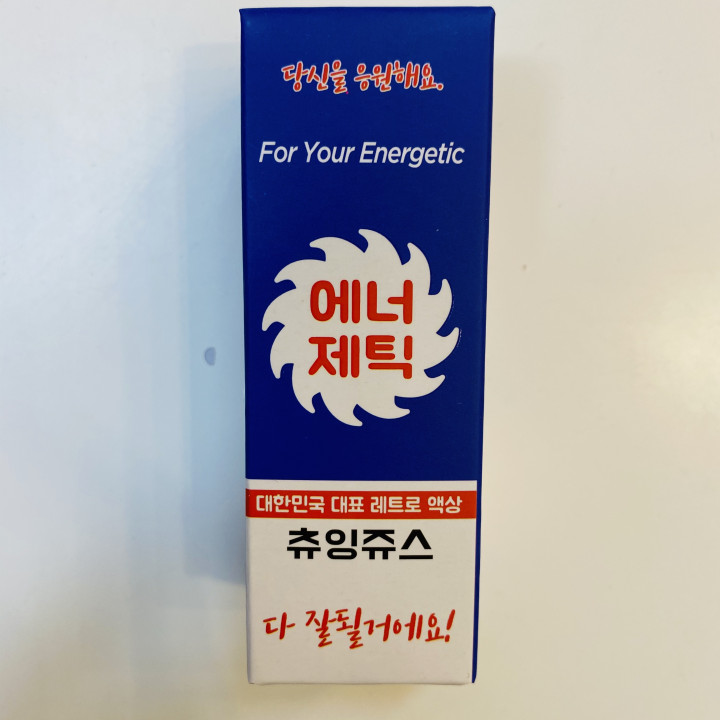 당신을 응원해요.
For Your Energetic
에너
제틱
대한민국 대표 레트로 액상
츄잉쥬스
다 잘될거에요!